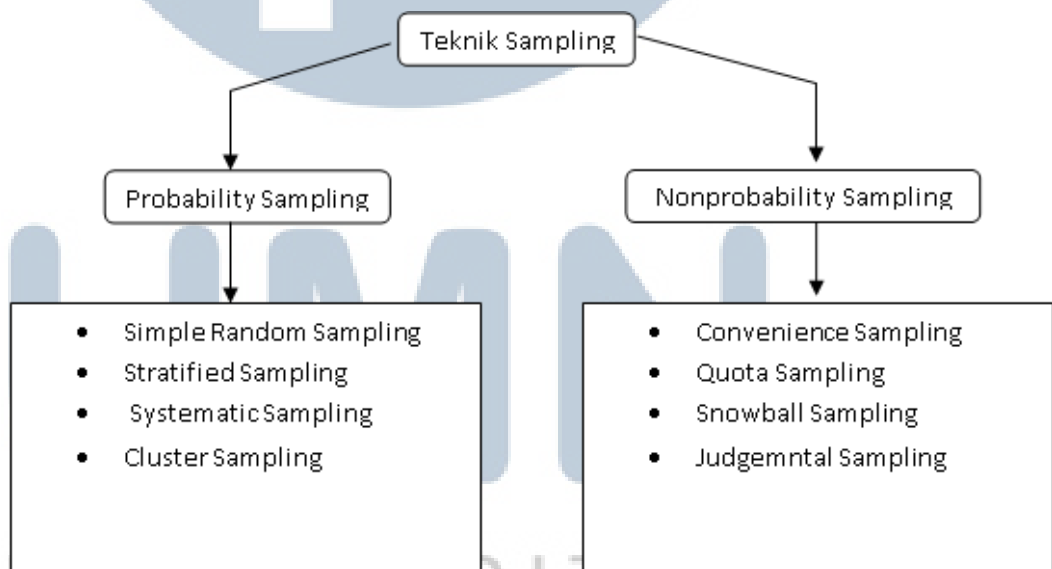 Teknik Sampling
Probability Sampling
Nonprobability Sampling
• Simple Random Sampling
• Stratified Sampling
• Systematic Sampling
• Cluster Sampling
• Convenience Sampling
• Quota Sampling
• Snowball Sampling
• Judgemntal Sampling
UMN